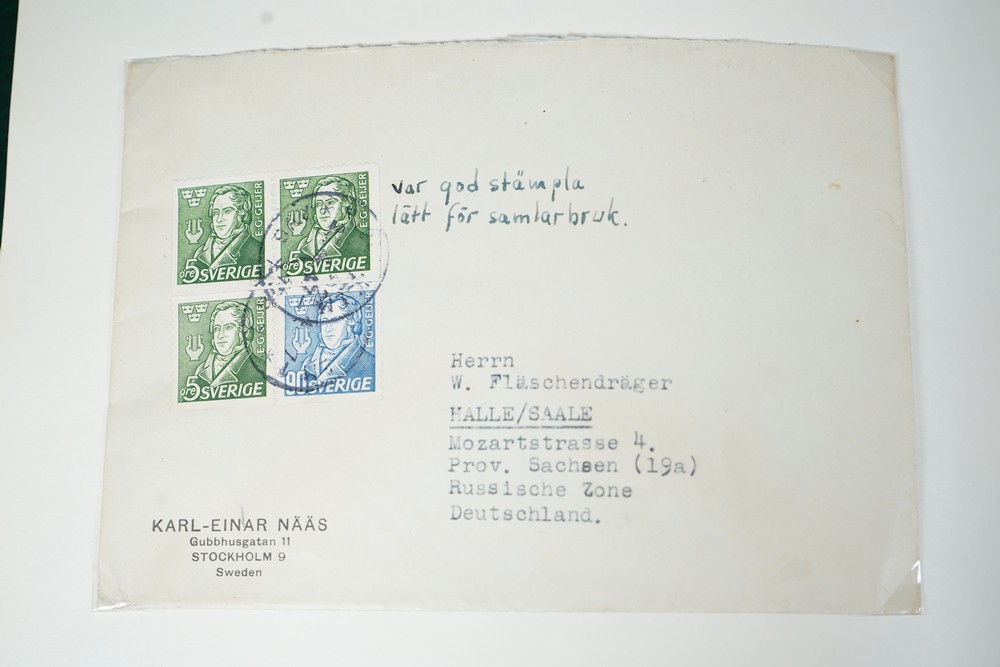 var god stämpla
lätt för samlarbruk.
E·G·GEIJER
5 öre SVERIGE
E·G·GEIJER
5 öre SVERIGE
E·G·GEIJER
5 öre SVERIGE
E·G·GEIJER
90 SVERIGE
Herrn
W. Fläschendräger
HALLE/SAALE
Mozartstrasse 4.
Prov. Sachsen (19a)
Russische Zone
Deutschland.
KARL-EINAR NÄÄS
Gubbhusgatan 11
STOCKHOLM 9
Sweden